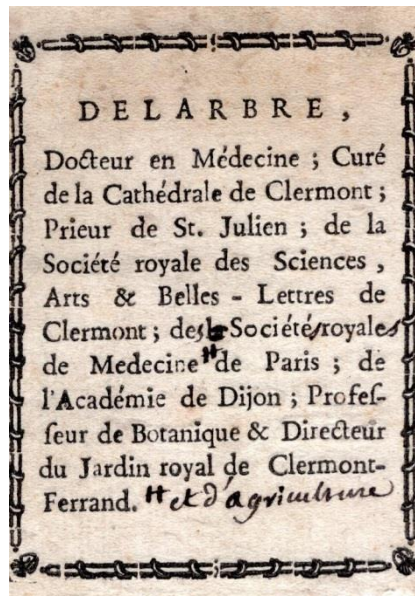 DELARBRE,
Docteur en Médecine ; Curé
de la Cathédrale de Clermont ;
Prieur de St. Julien ; de la
Société royale des Sciences ,
Arts & Belles - Lettres de
Clermont ; des Sociétés royales
de Medecine # de Paris ; de
l'Académie de Dijon ; Profeſ-
ſeur de Botanique & Directeur
du Jardin royal de Clermont-
Ferrand. # et d'agriculture